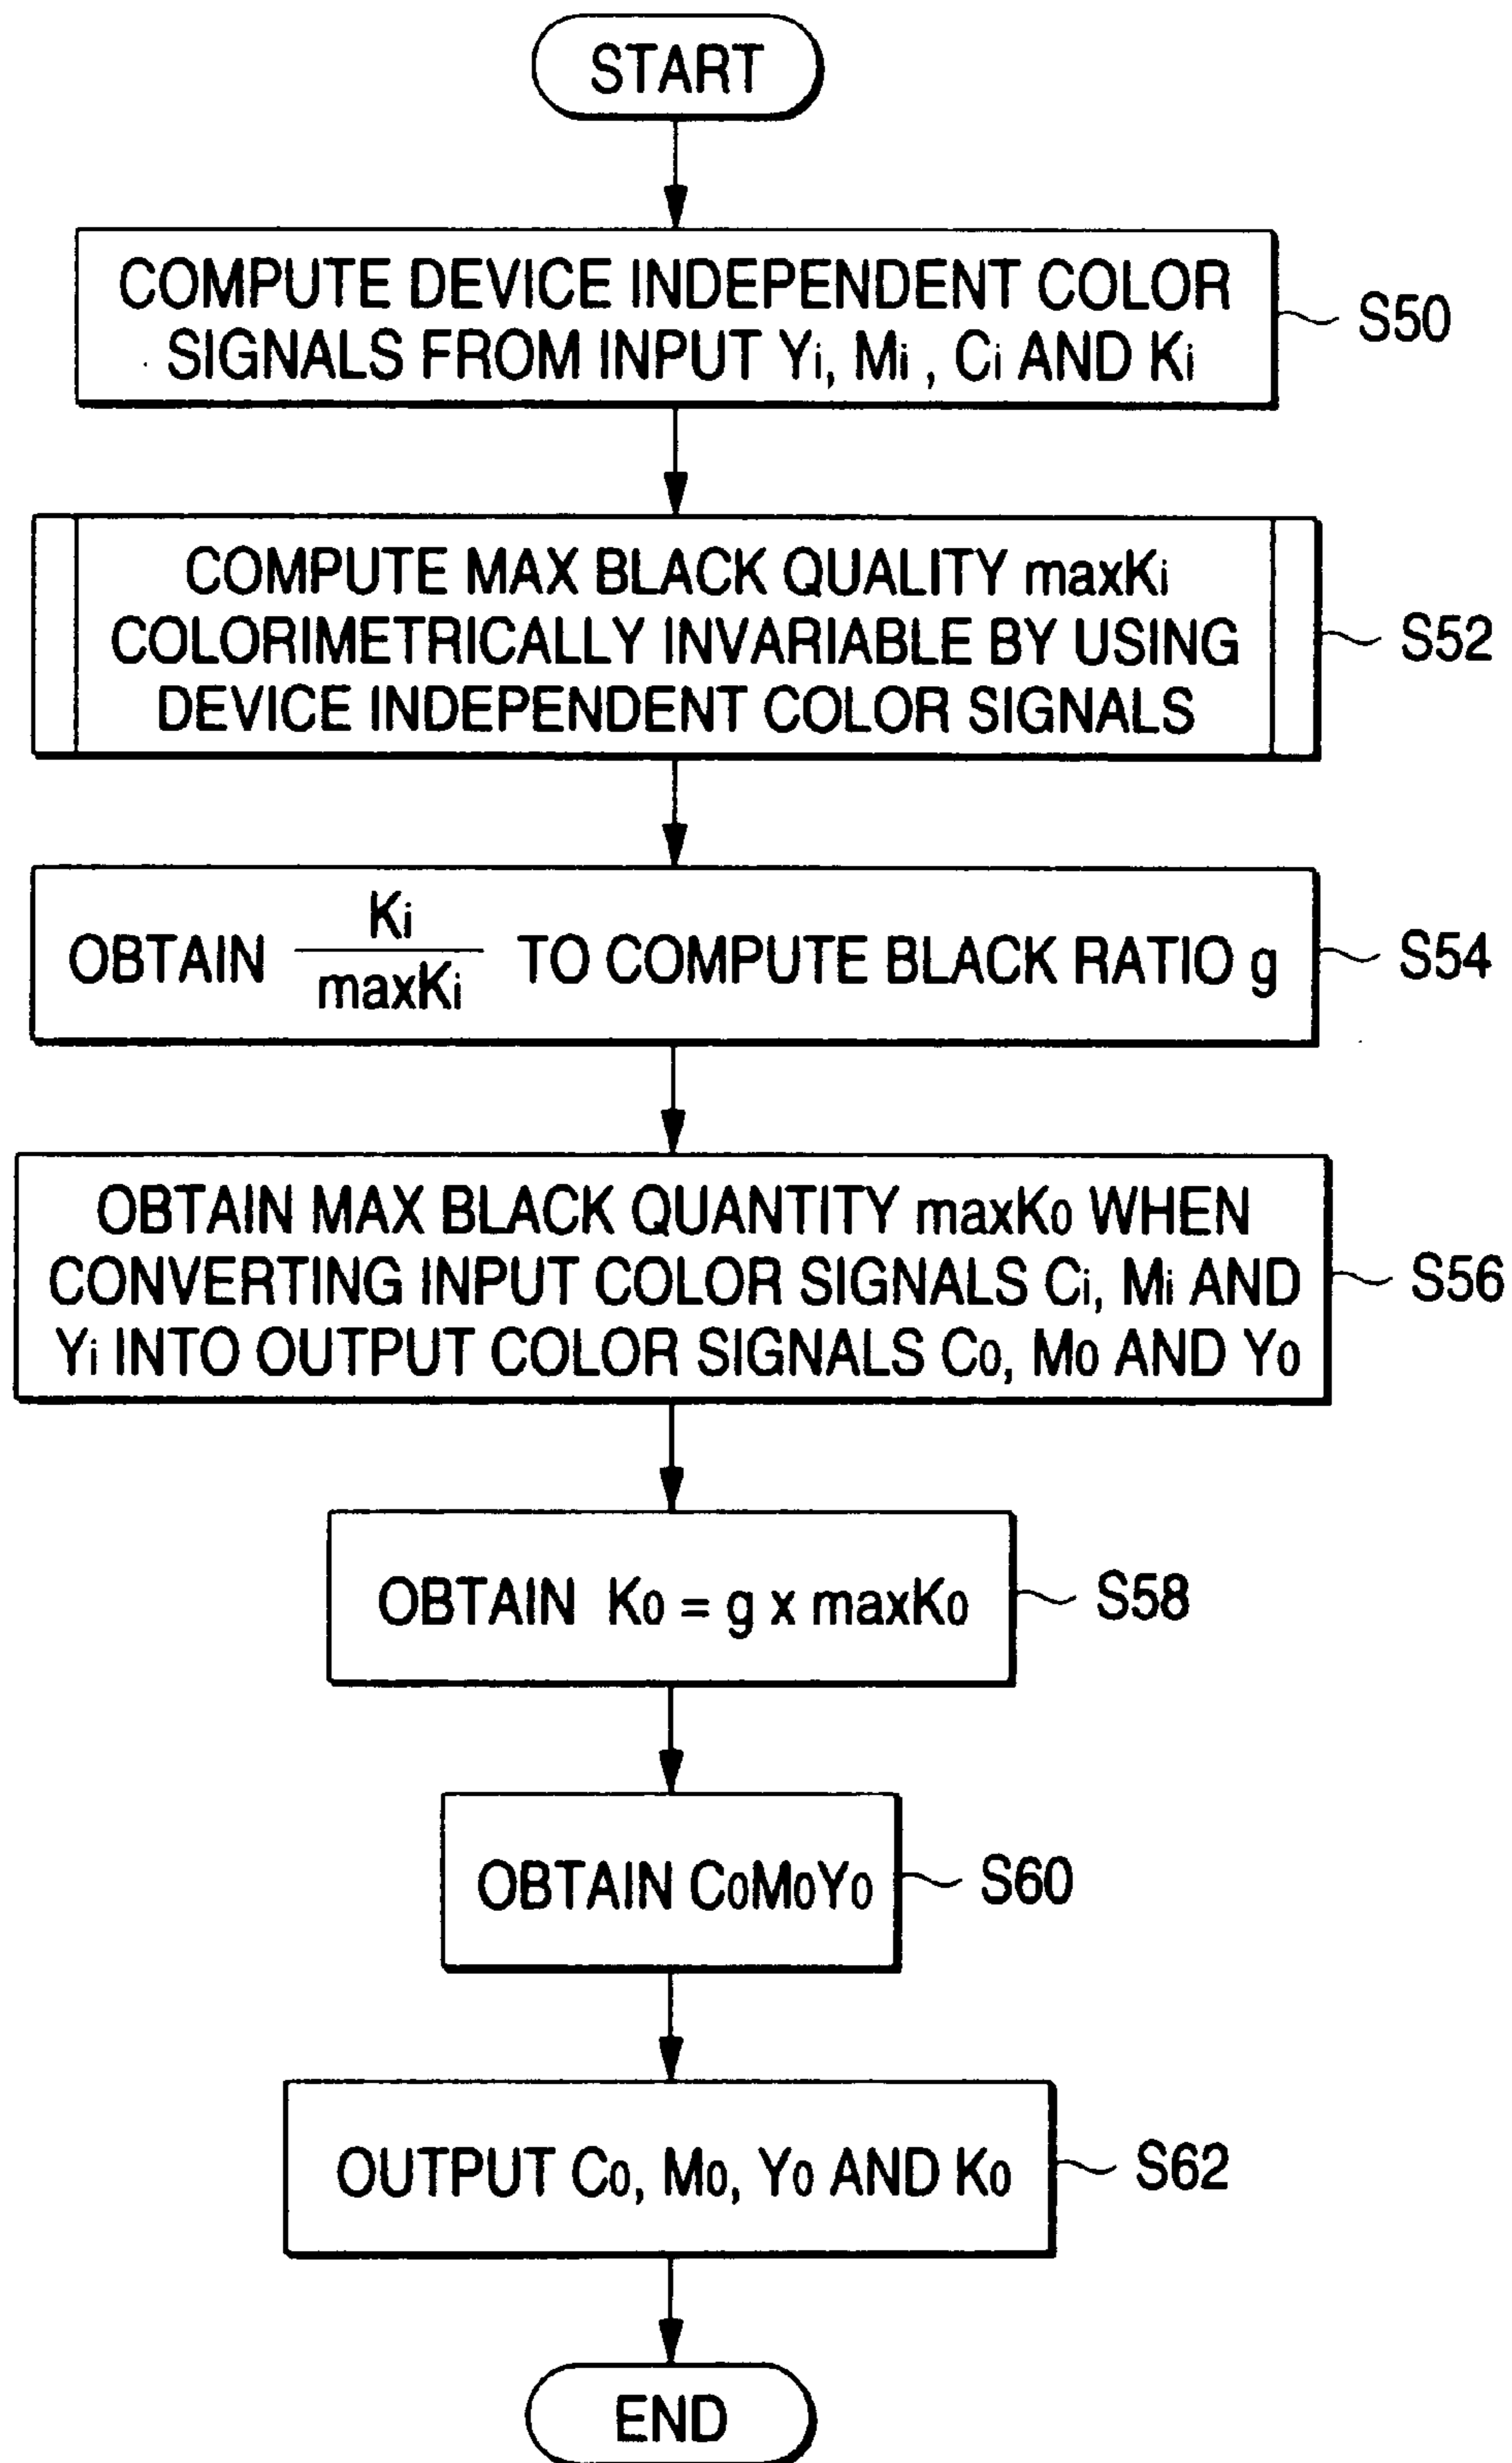 START
COMPUTE DEVICE INDEPENDENT COLOR
SIGNALS FROM INPUT Yi, Mi , Ci AND Ki
S50
COMPUTE MAX BLACK QUALITY maxKi
COLORIMETRICALLY INVARIABLE BY USING
DEVICE INDEPENDENT COLOR SIGNALS
S52
OBTAIN Ki/maxKi TO COMPUTE BLACK RATIO g
S54
OBTAIN MAX BLACK QUANTITY maxK0 WHEN
CONVERTING INPUT COLOR SIGNALS Ci, Mi AND
Yi INTO OUTPUT COLOR SIGNALS C0, M0 AND Y0
S56
OBTAIN K0 = g x maxK0
S58
OBTAIN C0M0Y0
S60
OUTPUT C0, M0, Y0 AND K0
S62
END